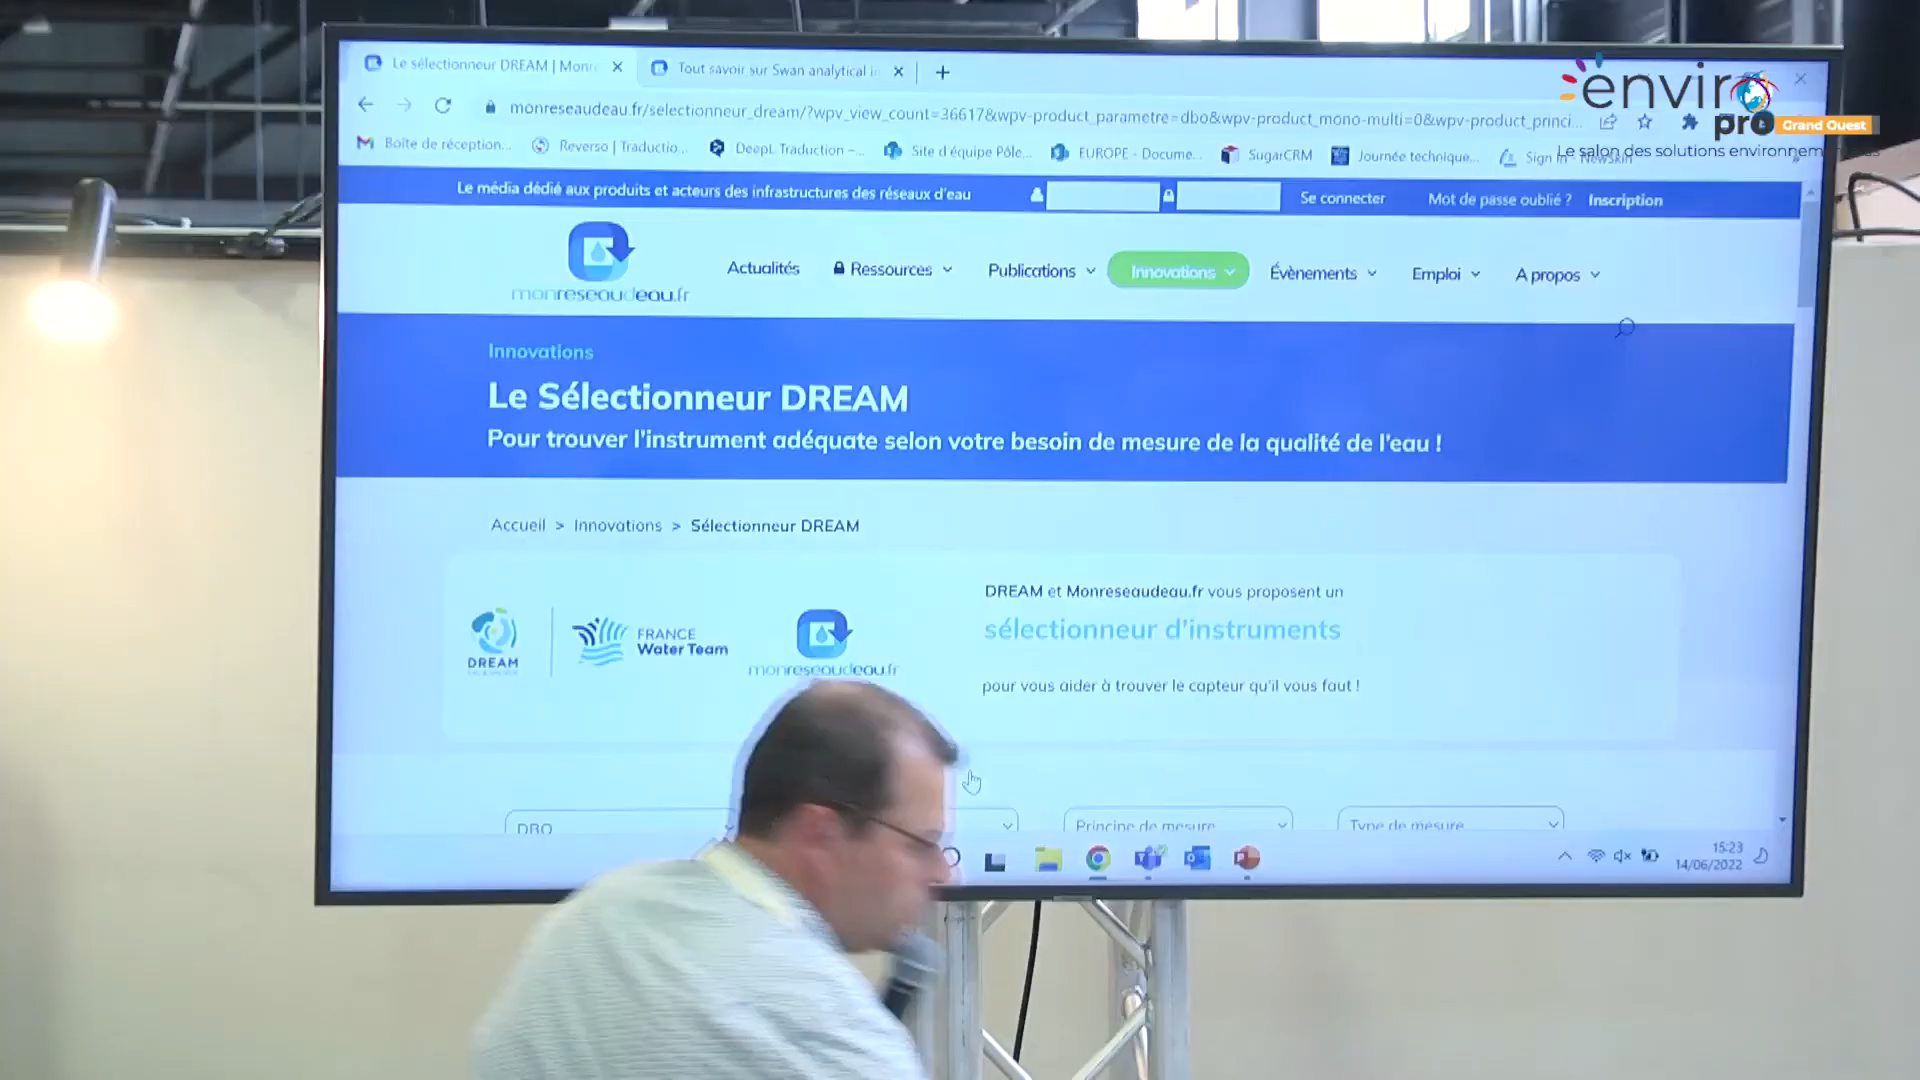 Le sélectionneur DREAM | Monr
Tout savoir sur Swan analytical i
monreseaudeau.fr/selectionneur_dream/?wpv_view_count=36617&wpv-product_parametre=dbo&wpv-product_mono-multi=0&wpv-product_princi...
Boîte de réception...
Reverso | Traductio...
DeepL Traduction –...
Site d'équipe Pôle...
EUROPE - Docume...
SugarCRM
Journée technique...
Sign In
enviro
pro
Grand Ouest
Le salon des solutions environnem
Le média dédié aux produits et acteurs des infrastructures des réseaux d'eau
Se connecter
Mot de passe oublié ?
Inscription
monreseaudeau.fr
Actualités
Ressources
Publications
Innovations
Évènements
Emploi
A propos
Innovations
Le Sélectionneur DREAM
Pour trouver l'instrument adéquate selon votre besoin de mesure de la qualité de l'eau !
Accueil > Innovations > Sélectionneur DREAM
DREAM
FRANCE
Water Team
monreseaudeau.fr
DREAM et Monreseaudeau.fr vous proposent un
sélectionneur d'instruments
pour vous aider à trouver le capteur qu'il vous faut !
DBO
Principe de mesure
Type de mesure
15:23
14/06/2022